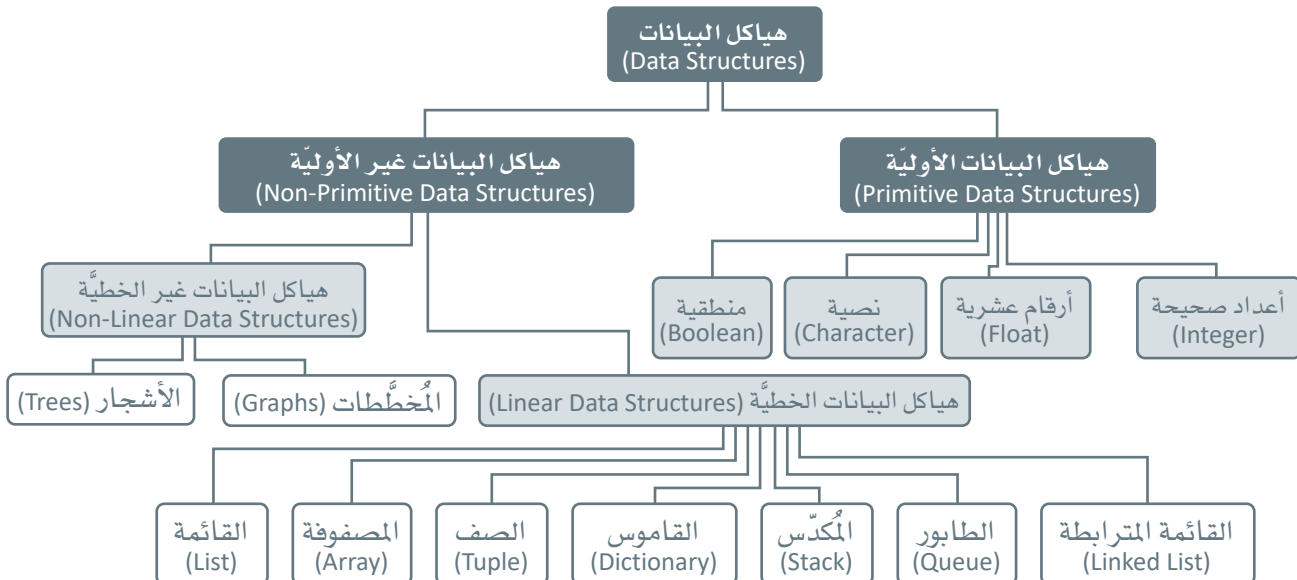 هياكل البيانات
(Data Structures)
هياكل البيانات الأوليّة
(Primitive Data Structures)
هياكل البيانات غير الأوليّة
(Non-Primitive Data Structures)
أعداد صحيحة
(Integer)
أرقام عشرية
(Float)
نصية
(Character)
منطقية
(Boolean)
هياكل البيانات غير الخطيَّة
(Non-Linear Data Structures)
هياكل البيانات الخطيَّة (Linear Data Structures)
المُخطَّطات (Graphs)
الأشجار (Trees)
القائمة المترابطة
(Linked List)
الطابور
(Queue)
المُكدّس
(Stack)
القاموس
(Dictionary)
الصف
(Tuple)
المصفوفة
(Array)
القائمة
(List)